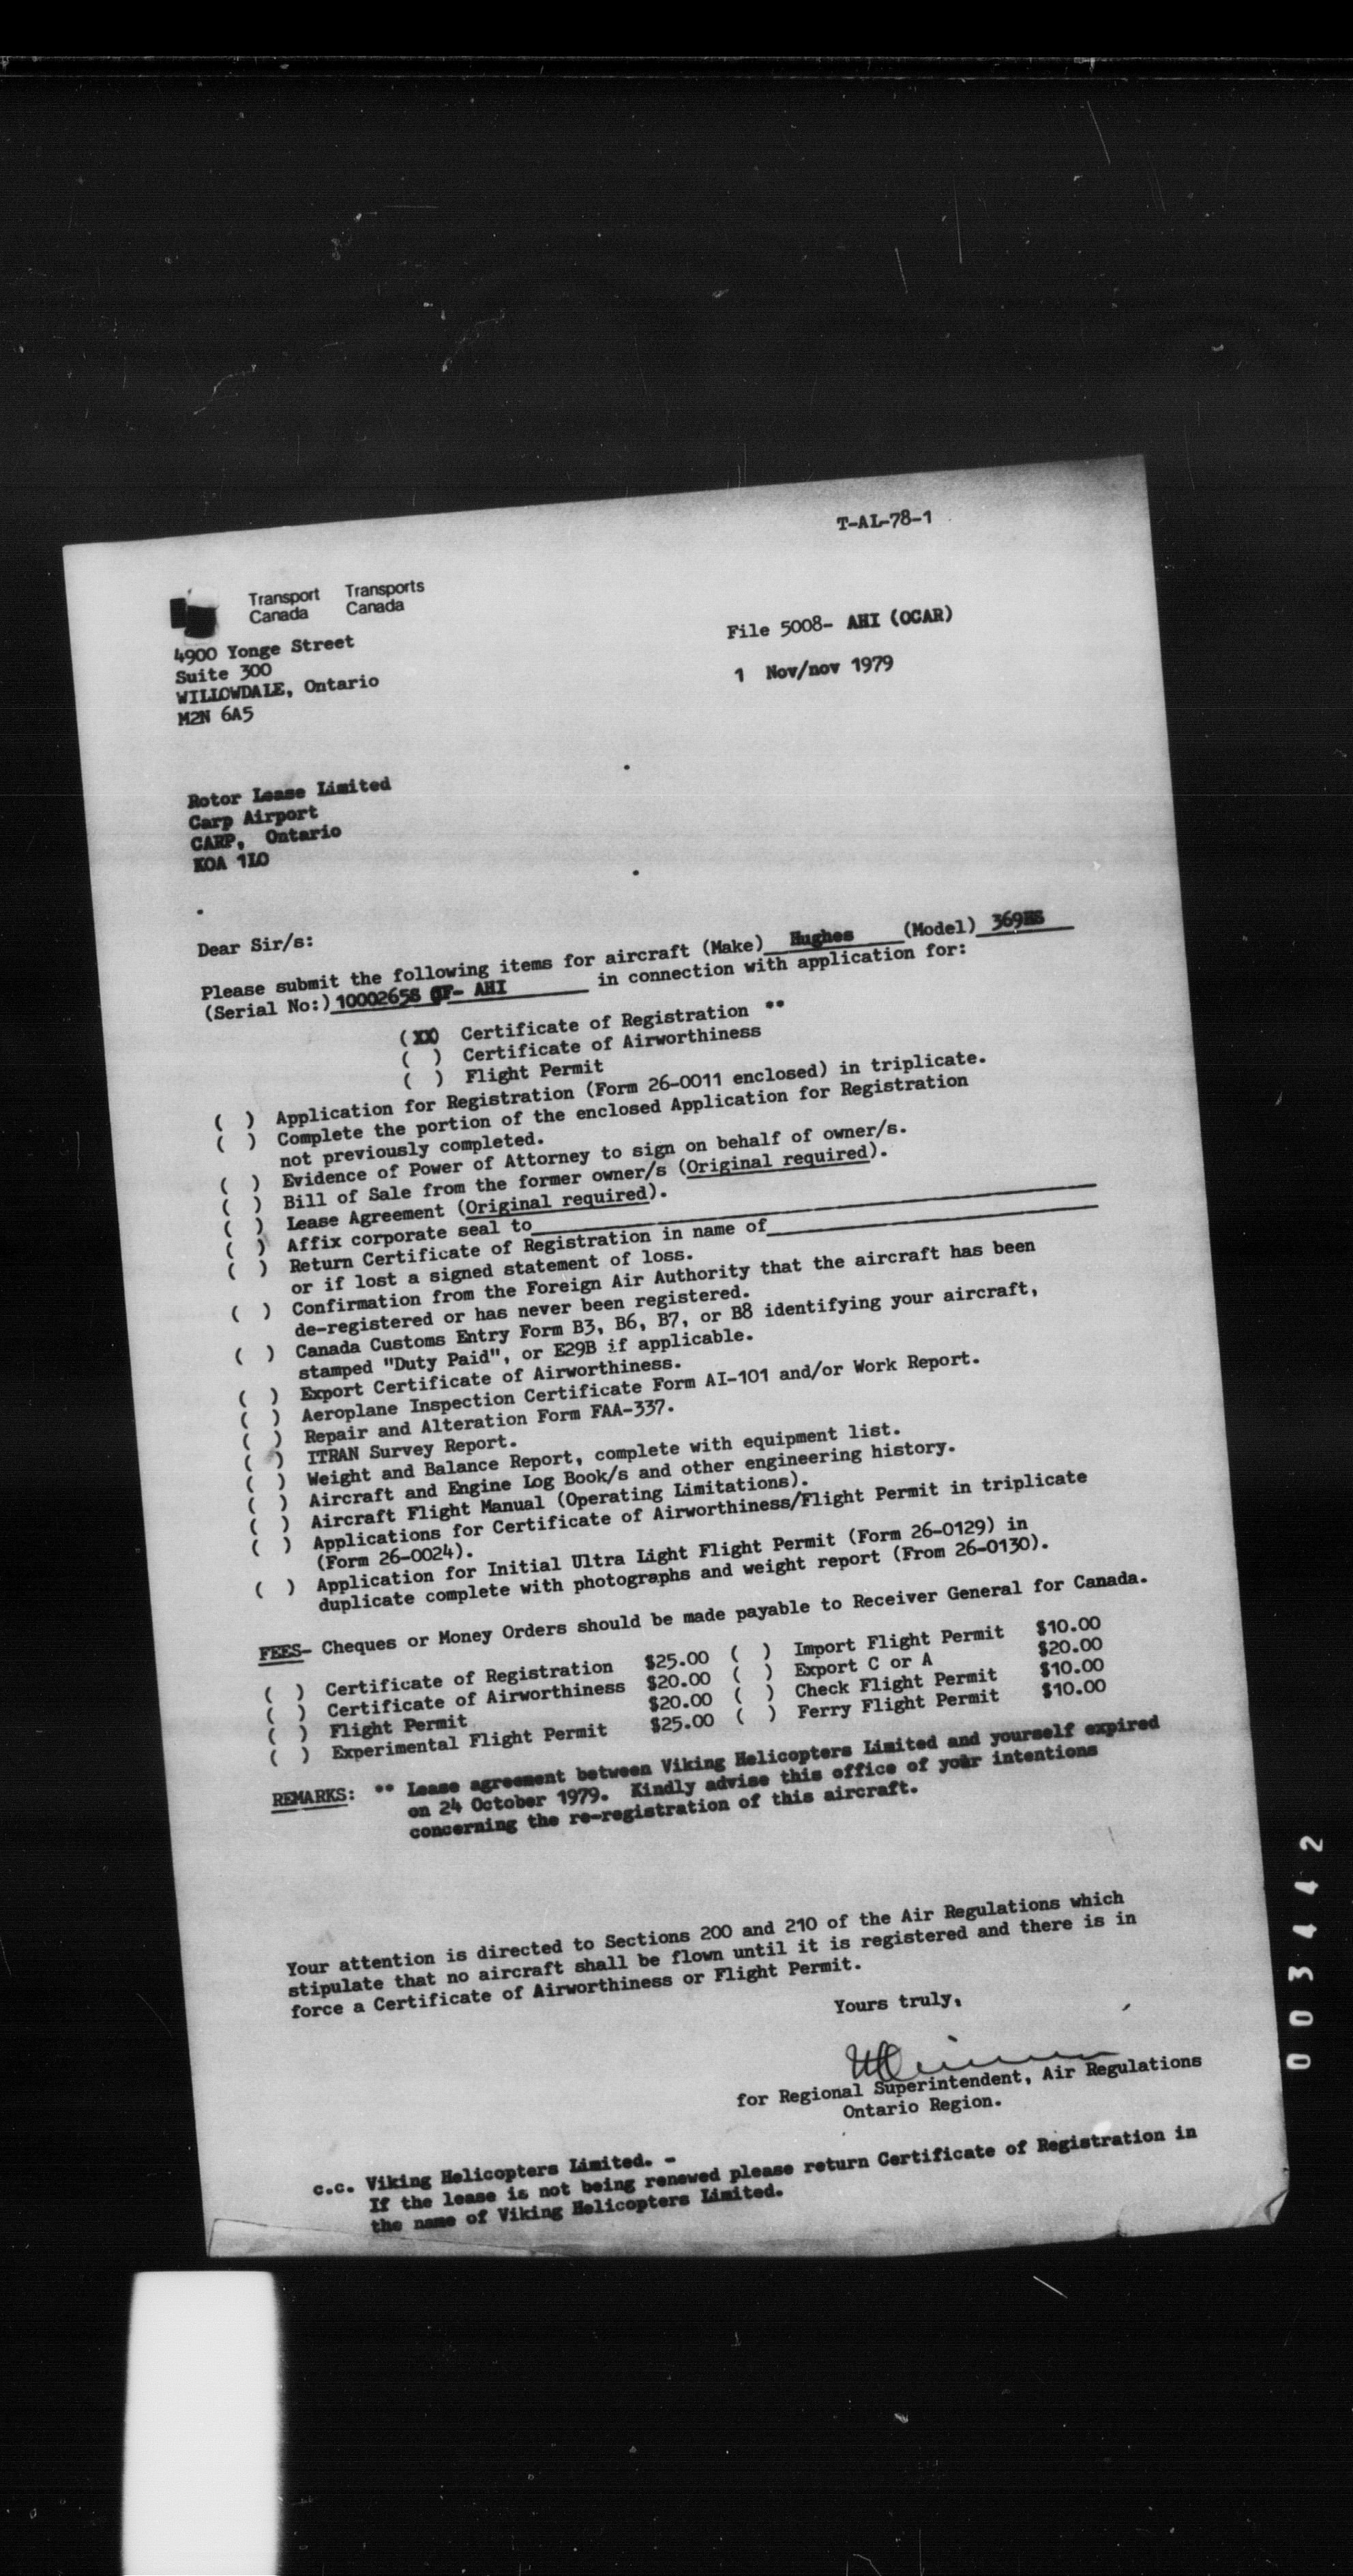 T-AL-78-1
Transport Transports
Canada Canada
4900 Yonge Street
Suite 300
WILLOWDALE, Ontario
M2N 6A5
File 5008- AHI (OCAR)
1 Nov/nov 1979
Rotor Lease Limited
Carp Airport
CARP, Ontario
KOA 1L0
Dear Sir/s:
Please submit the following items for aircraft (Make) Hughes (Model) 369HS
(Serial No:) 1000265S CF- AHI in connection with application for:
(XX) Certificate of Registration **
( ) Certificate of Airworthiness
( ) Flight Permit
( ) Application for Registration (Form 26-0011 enclosed) in triplicate.
( ) Complete the portion of the enclosed Application for Registration
not previously completed.
( ) Evidence of Power of Attorney to sign on behalf of owner/s.
( ) Bill of Sale from the former owner/s (Original required).
( ) Lease Agreement (Original required).
( ) Affix corporate seal to
( ) Return Certificate of Registration in name of
or if lost a signed statement of loss.
( ) Confirmation from the Foreign Air Authority that the aircraft has been
de-registered or has never been registered.
( ) Canada Customs Entry Form B3, B6, B7, or B8 identifying your aircraft,
stamped "Duty Paid", or E29B if applicable.
( ) Export Certificate of Airworthiness.
( ) Aeroplane Inspection Certificate Form AI-101 and/or Work Report.
( ) Repair and Alteration Form FAA-337.
( ) ITRAN Survey Report.
( ) Weight and Balance Report, complete with equipment list.
( ) Aircraft and Engine Log Book/s and other engineering history.
( ) Aircraft Flight Manual (Operating Limitations).
( ) Applications for Certificate of Airworthiness/Flight Permit in triplicate
(Form 26-0024).
( ) Application for Initial Ultra Light Flight Permit (Form 26-0129) in
duplicate complete with photographs and weight report (From 26-0130).
FEES- Cheques or Money Orders should be made payable to Receiver General for Canada.
( ) Certificate of Registration $25.00 ( ) Import Flight Permit $10.00
( ) Certificate of Airworthiness $20.00 ( ) Export C or A $20.00
( ) Flight Permit $20.00 ( ) Check Flight Permit $10.00
( ) Experimental Flight Permit $25.00 ( ) Ferry Flight Permit $10.00
REMARKS: ** Lease agreement between Viking Helicopters Limited and yourself expired
on 24 October 1979. Kindly advise this office of your intentions
concerning the re-registration of this aircraft.
Your attention is directed to Sections 200 and 210 of the Air Regulations which
stipulate that no aircraft shall be flown until it is registered and there is in
force a Certificate of Airworthiness or Flight Permit.
Yours truly,
for Regional Superintendent, Air Regulations
Ontario Region.
c.c. Viking Helicopters Limited. -
If the lease is not being renewed please return Certificate of Registration in
the name of Viking Helicopters Limited.
003442